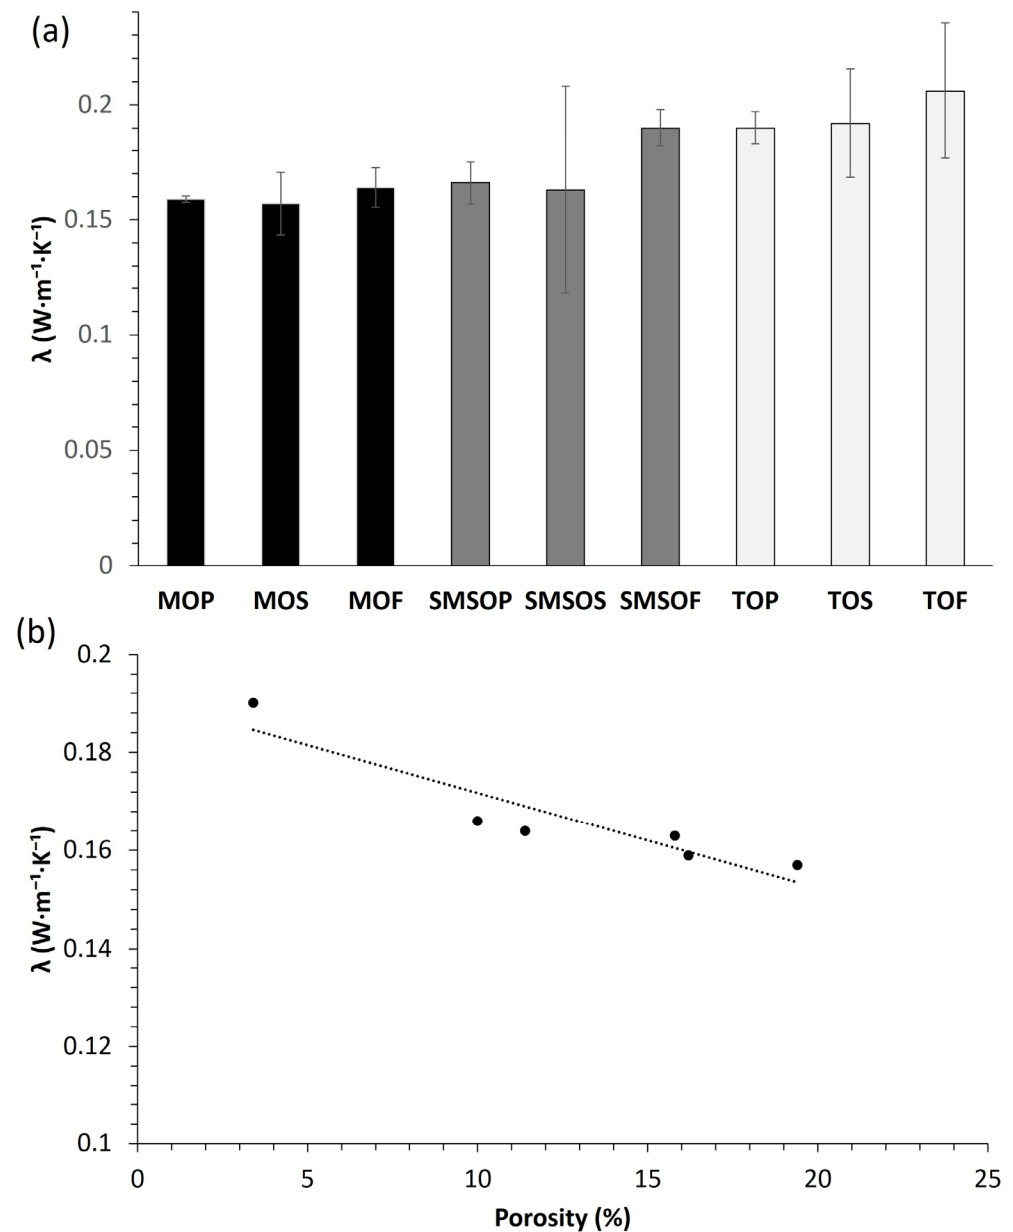 (a)
0.2
0.15
0.1
0.05
0
λ (W·m⁻¹·K⁻¹)
MOP MOS MOF SMSOP SMSOS SMSOF TOP TOS TOF
(b)
0.2
0.18
0.16
0.14
0.12
0.1
λ (W·m⁻¹·K⁻¹)
0 5 10 15 20 25
Porosity (%)